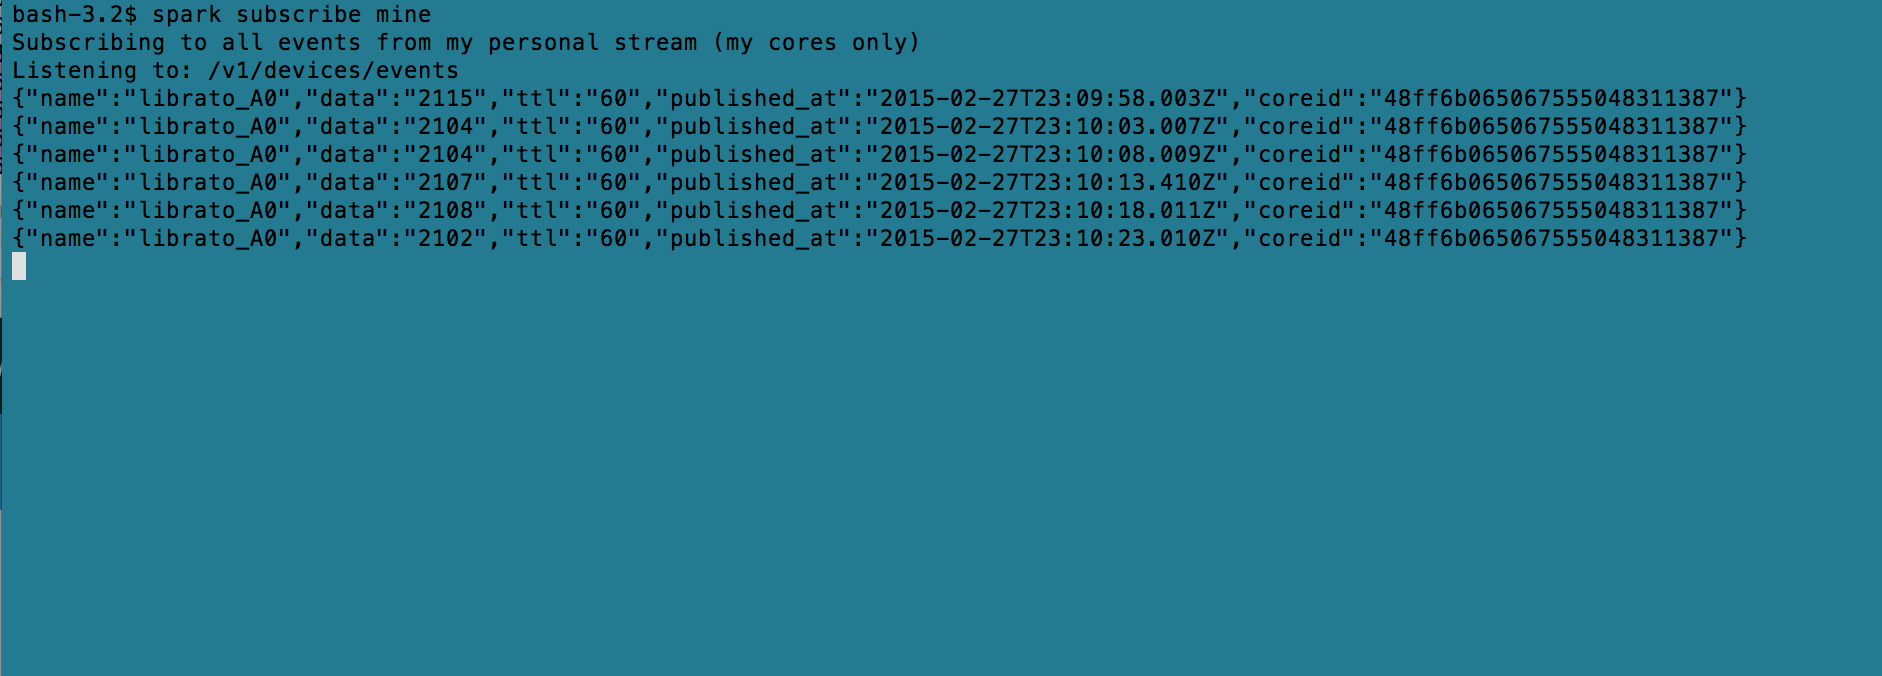 bash-3.2$ spark subscribe mine
Subscribing to all events from my personal stream (my cores only)
Listening to: /v1/devices/events
{"name":"librato_A0","data":"2115","ttl":"60","published_at":"2015-02-27T23:09:58.003Z","coreid":"48ff6b065067555048311387"}
{"name":"librato_A0","data":"2104","ttl":"60","published_at":"2015-02-27T23:10:03.007Z","coreid":"48ff6b065067555048311387"}
{"name":"librato_A0","data":"2104","ttl":"60","published_at":"2015-02-27T23:10:08.009Z","coreid":"48ff6b065067555048311387"}
{"name":"librato_A0","data":"2107","ttl":"60","published_at":"2015-02-27T23:10:13.410Z","coreid":"48ff6b065067555048311387"}
{"name":"librato_A0","data":"2108","ttl":"60","published_at":"2015-02-27T23:10:18.011Z","coreid":"48ff6b065067555048311387"}
{"name":"librato_A0","data":"2102","ttl":"60","published_at":"2015-02-27T23:10:23.010Z","coreid":"48ff6b065067555048311387"}